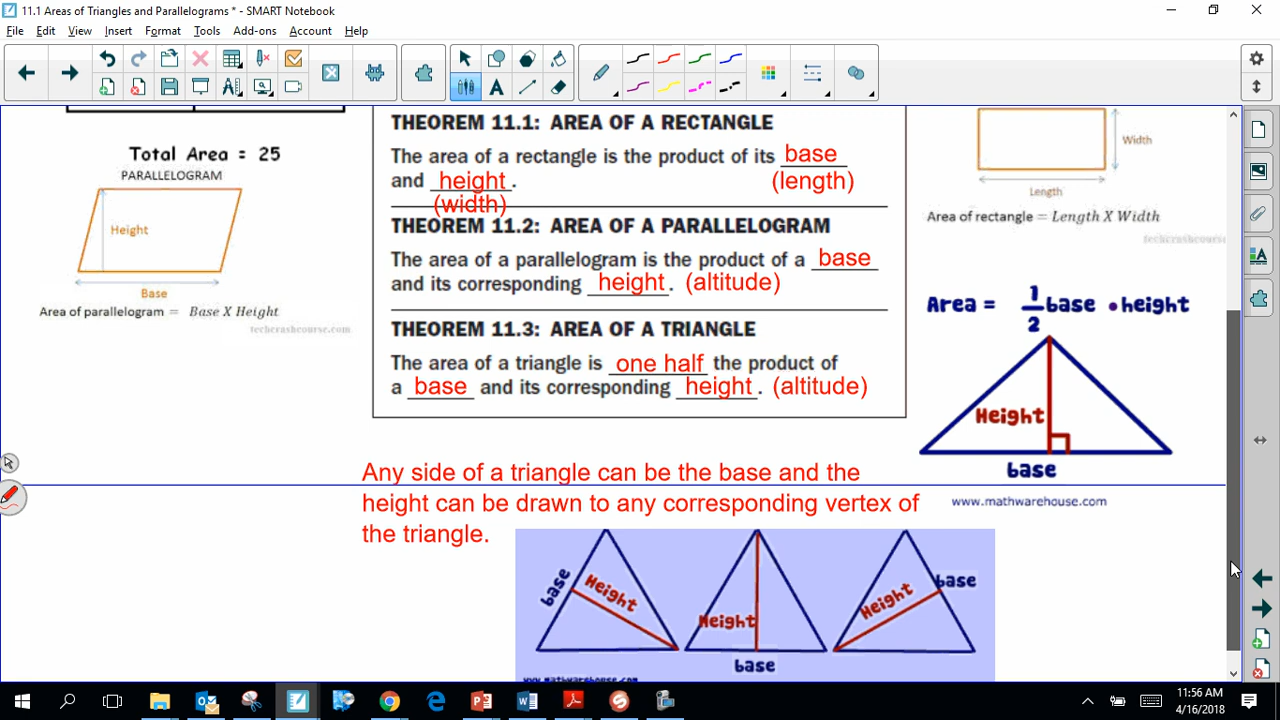 11.1 Areas of Triangles and Parallelograms * - SMART Notebook
File Edit View Insert Format Tools Add-ons Account Help
Total Area = 25
PARALLELOGRAM
Height
Base
Area of parallelogram = Base X Height
techcrashcourse.com
THEOREM 11.1: AREA OF A RECTANGLE
The area of a rectangle is the product of its base
(length)
and height.
(width)
THEOREM 11.2: AREA OF A PARALLELOGRAM
The area of a parallelogram is the product of a base
and its corresponding height. (altitude)
THEOREM 11.3: AREA OF A TRIANGLE
The area of a triangle is one half the product of
a base and its corresponding height. (altitude)
Width
Length
Area of rectangle = Length X Width
techcrashcourse
Area = 1/2 base • height
Height
base
www.mathwarehouse.com
Any side of a triangle can be the base and the
height can be drawn to any corresponding vertex of
the triangle.
base Height
Height
base
Height base
www.mathwarehouse.com
11:56 AM
4/16/2018